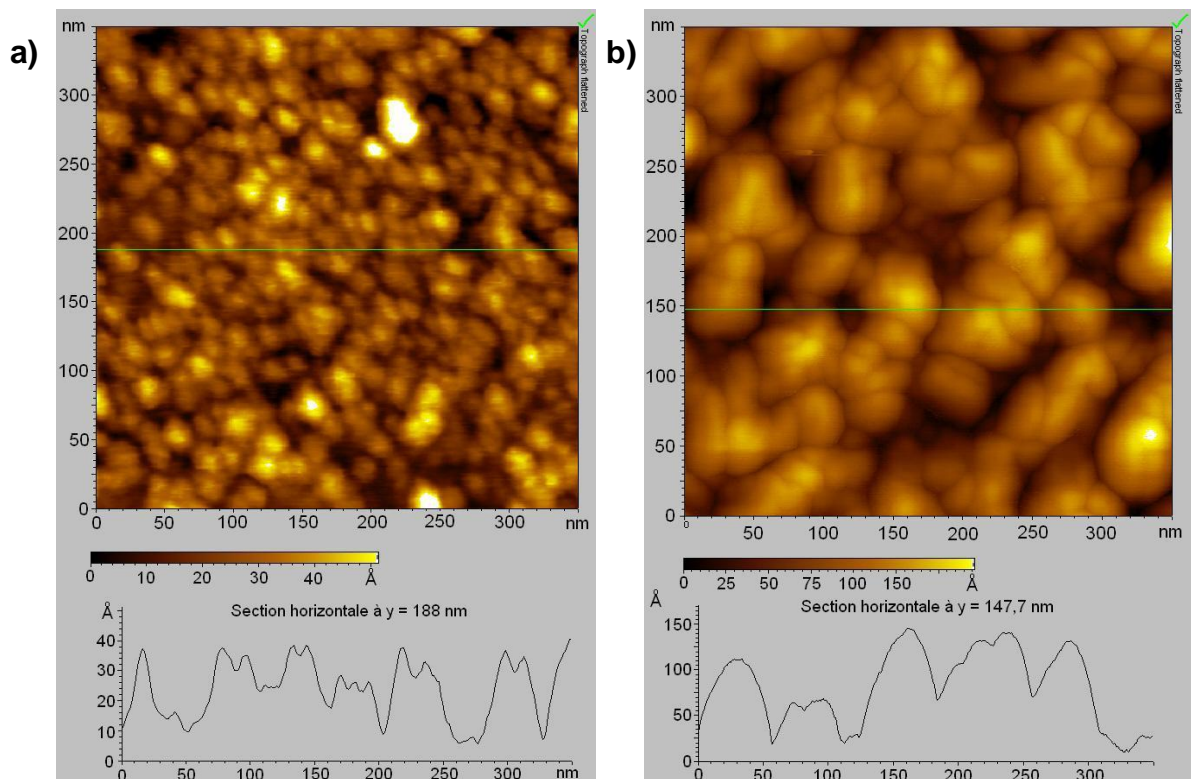 a)
nm
300
250
200
150
100
50
0
0 50 100 150 200 250 300 nm
Topograph flattened
0 10 20 30 40 Å
Section horizontale à y = 188 nm
Å
40
30
20
10
0
0 50 100 150 200 250 300 nm
b)
nm
300
250
200
150
100
50
0
0 50 100 150 200 250 300 nm
Topograph flattened
0 25 50 75 100 150 Å
Section horizontale à y = 147,7 nm
Å
150
100
50
0
0 50 100 150 200 250 300 nm